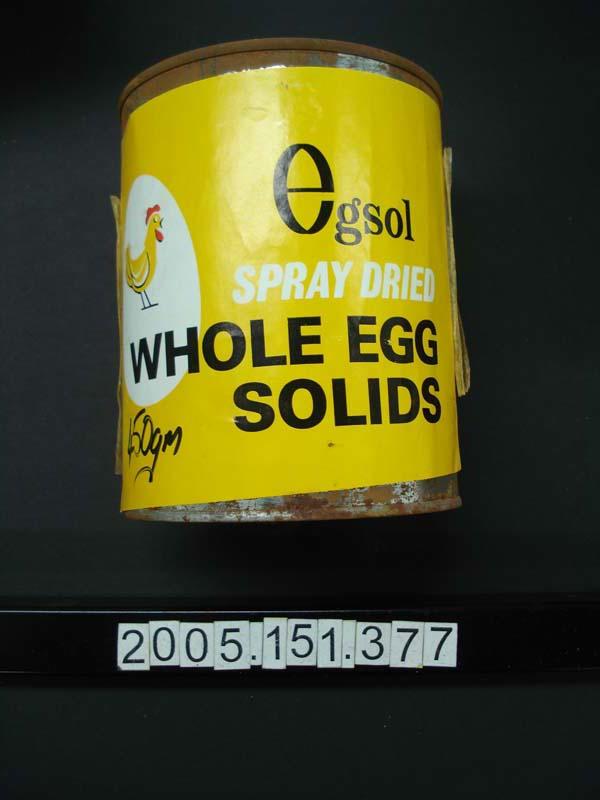 egsol
SPRAY DRIED
WHOLE EGG
SOLIDS
450gm
2005.151.377